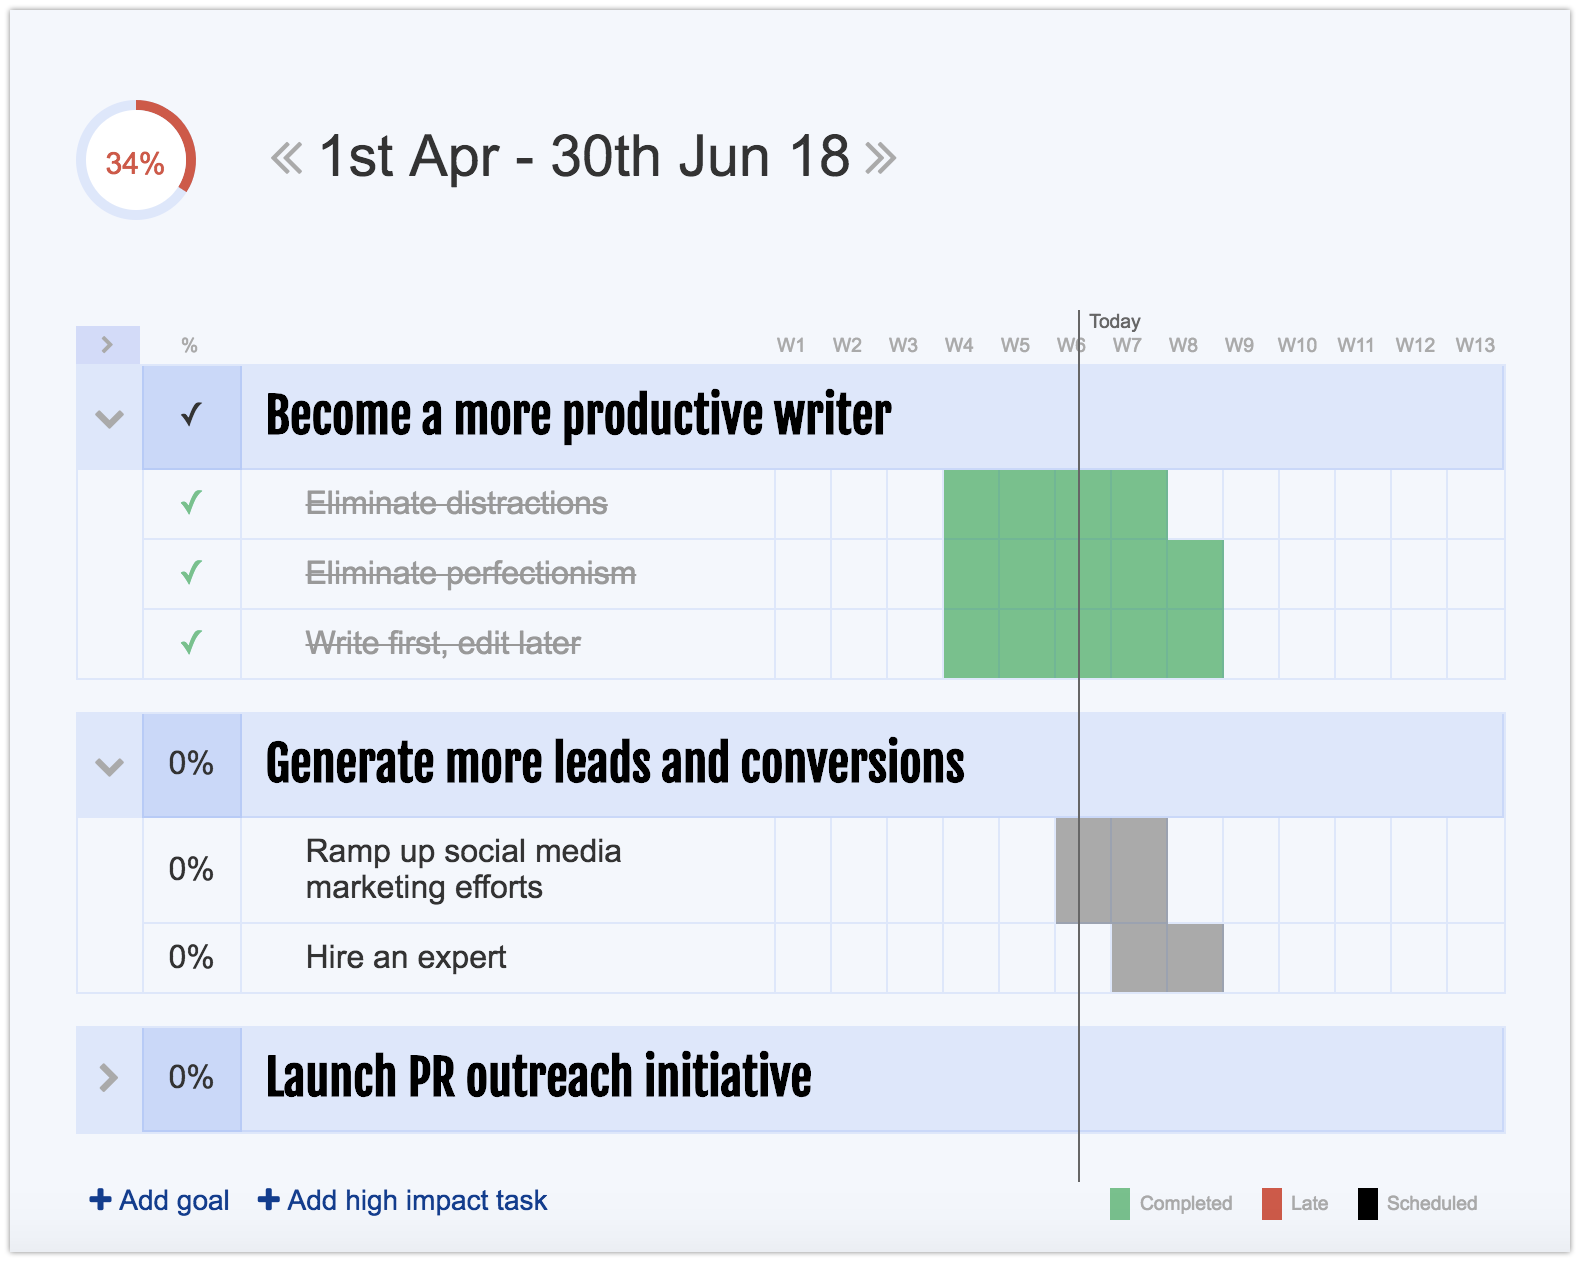 34%
1st Apr - 30th Jun 18
Today
%
W1 W2 W3 W4 W5 W6 W7 W8 W9 W10 W11 W12 W13
Become a more productive writer
Eliminate distractions
Eliminate perfectionism
Write first, edit later
0% Generate more leads and conversions
0% Ramp up social media
marketing efforts
0% Hire an expert
0% Launch PR outreach initiative
Add goal Add high impact task
Completed Late Scheduled